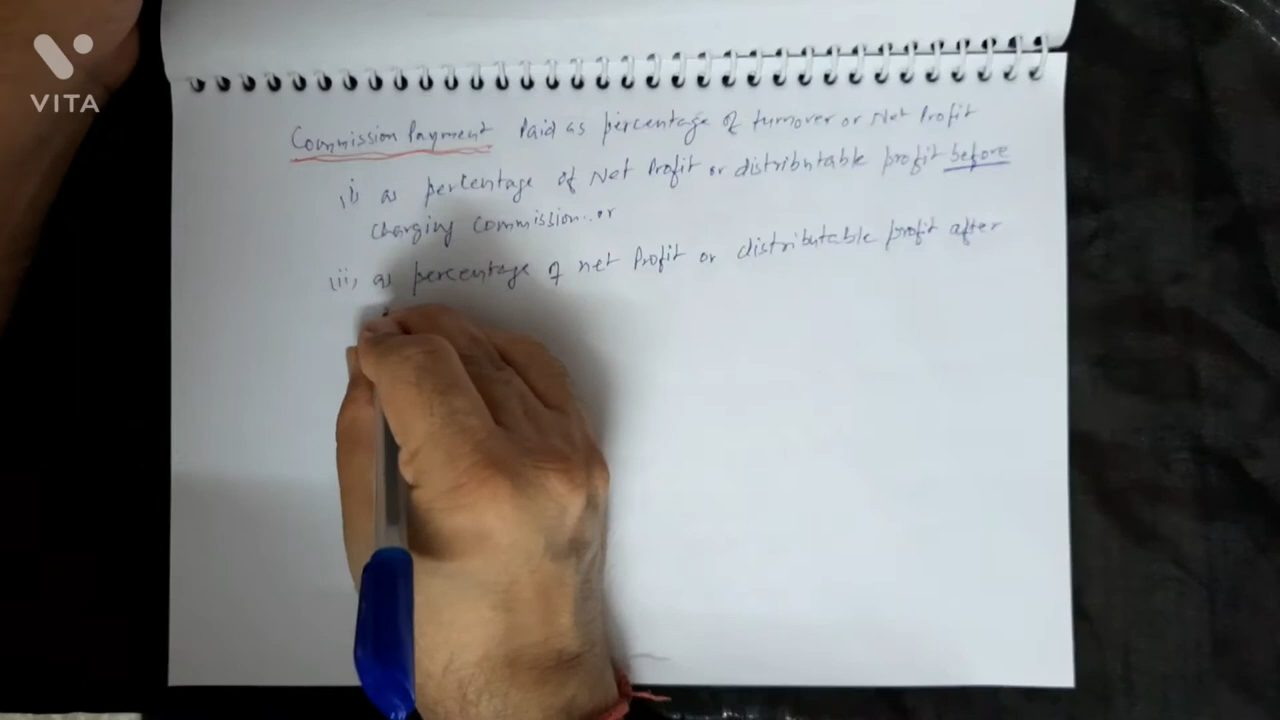 VITA
Commission Payment Paid as percentage of turnover or Net Profit
(i) as percentage of Net Profit or distributable profit before
charging commission.. or
(ii) as percentage of net Profit or distributable profit after